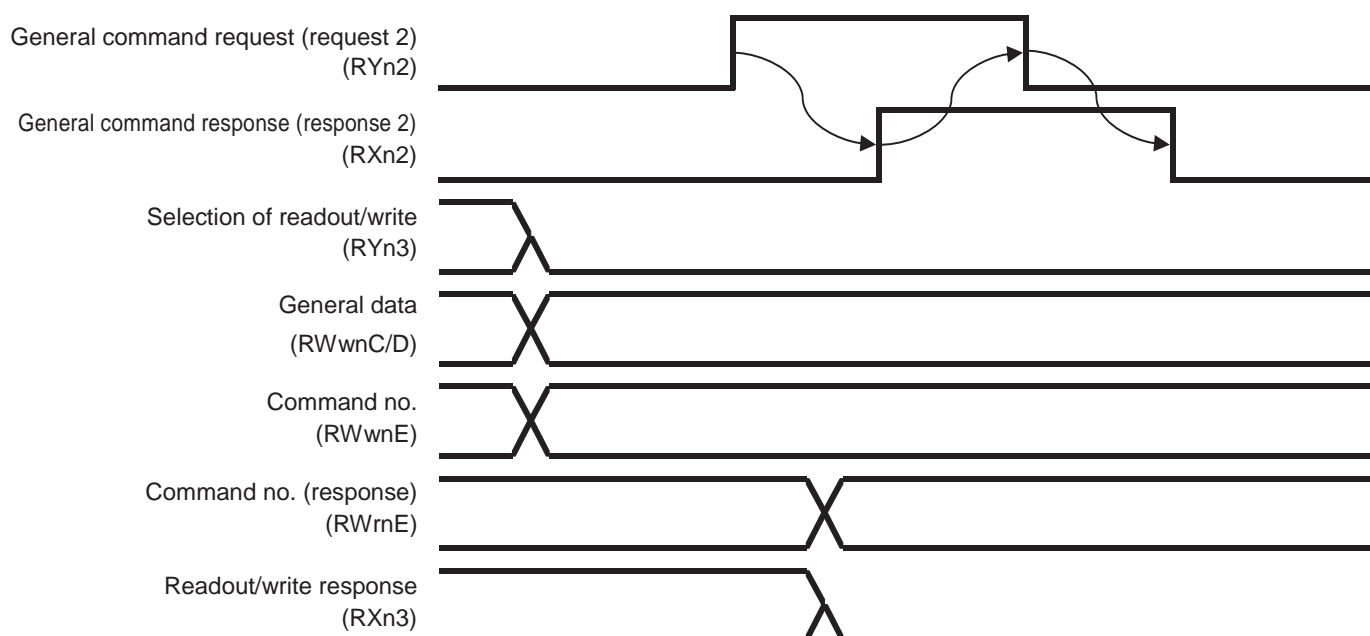 General command request (request 2)
(RYn2)
General command response (response 2)
(RXn2)
Selection of readout/write
(RYn3)
General data
(RWwnC/D)
Command no.
(RWwnE)
Command no. (response)
(RWrnE)
Readout/write response
(RXn3)